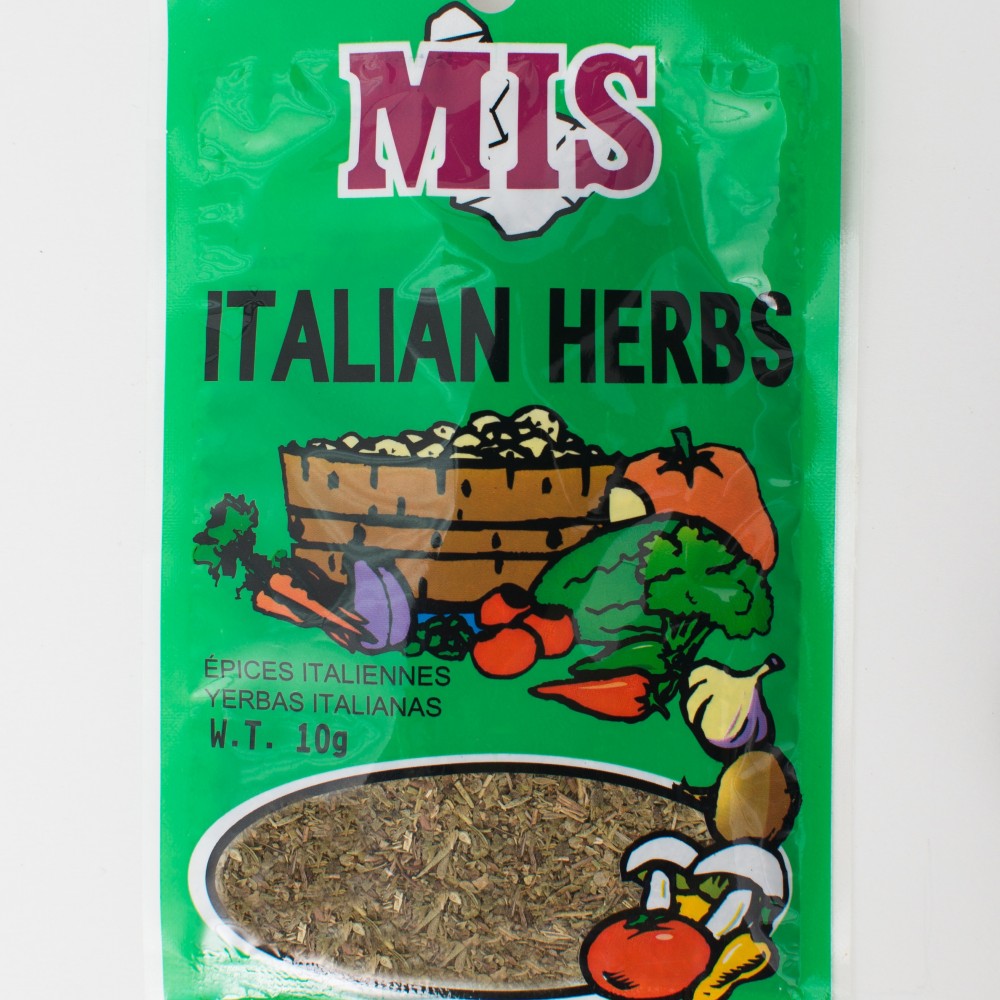 MIS
ITALIAN HERBS
ÉPICES ITALIENNES
YERBAS ITALIANAS
W.T. 10g